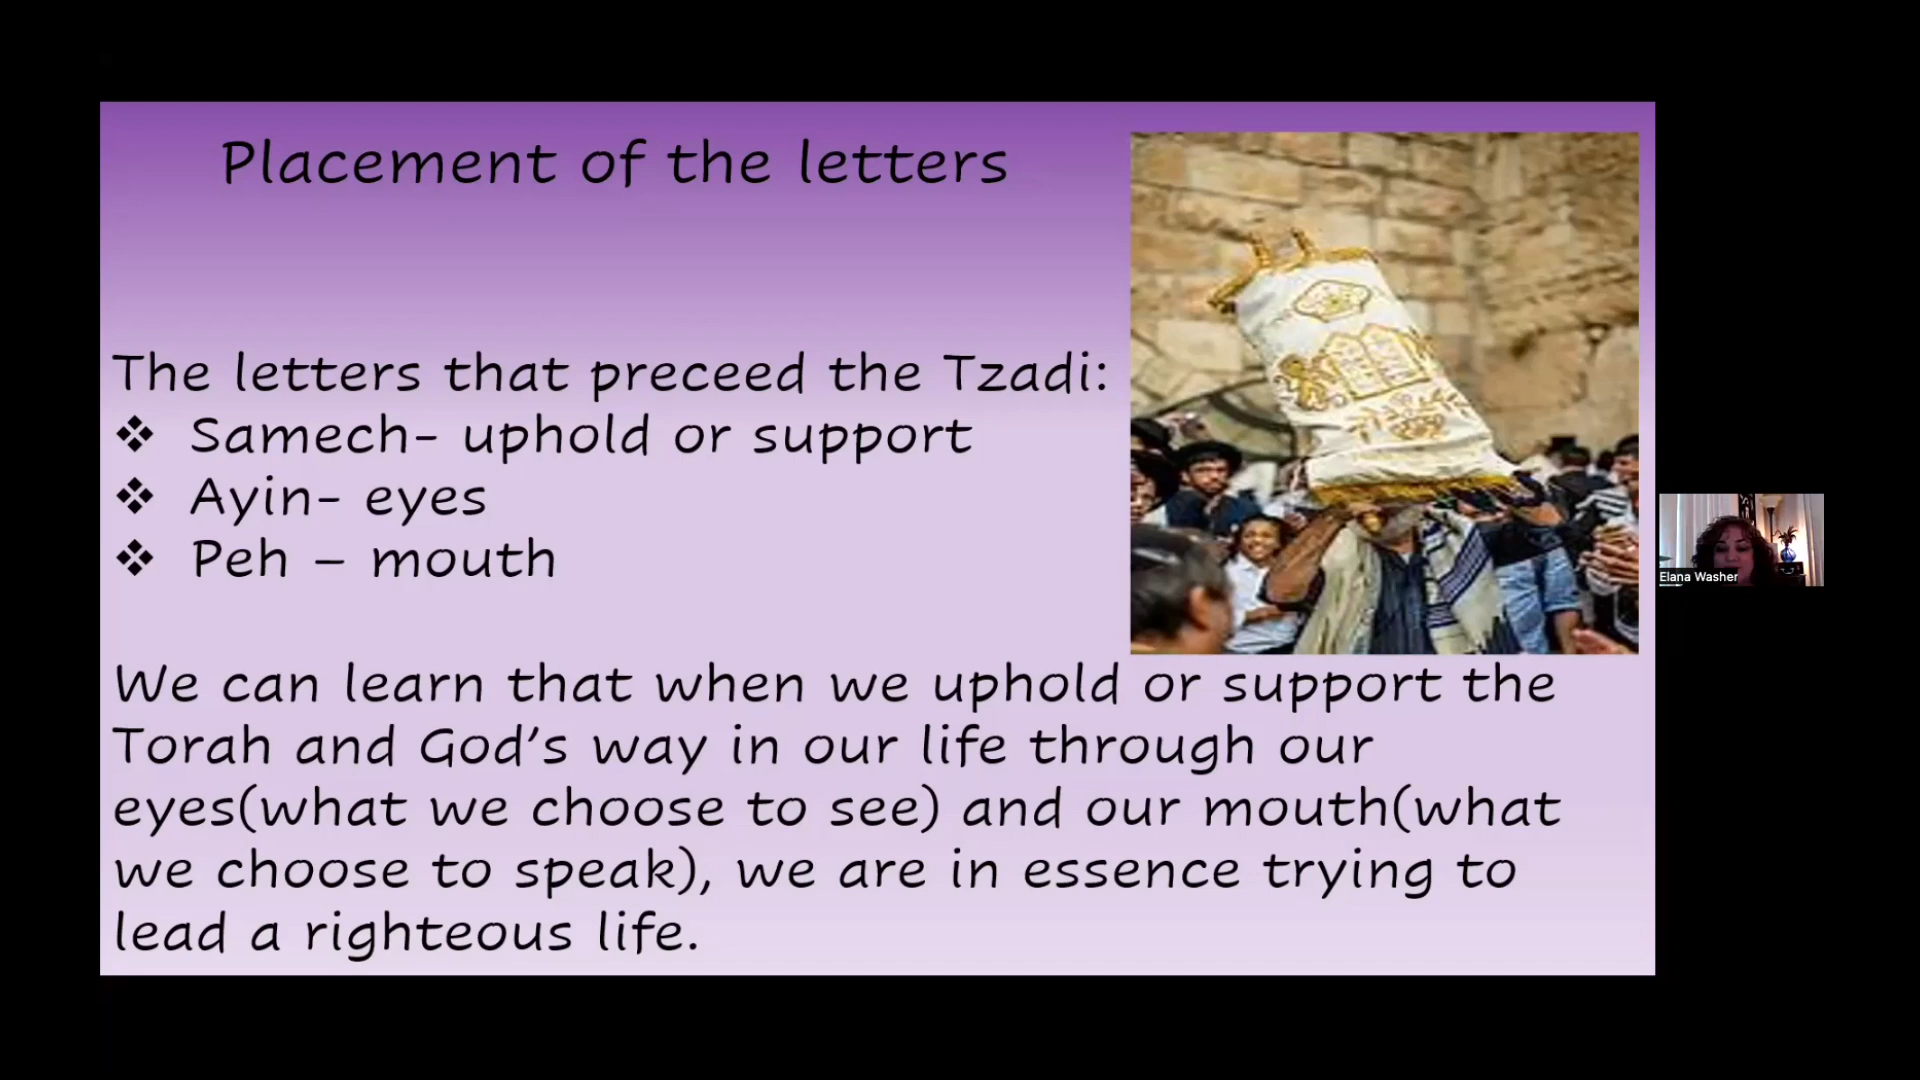 Placement of the letters
The letters that preceed the Tzadi:
❖ Samech- uphold or support
❖ Ayin- eyes
❖ Peh – mouth
We can learn that when we uphold or support the
Torah and God's way in our life through our
eyes(what we choose to see) and our mouth(what
we choose to speak), we are in essence trying to
lead a righteous life.
Elana Washer